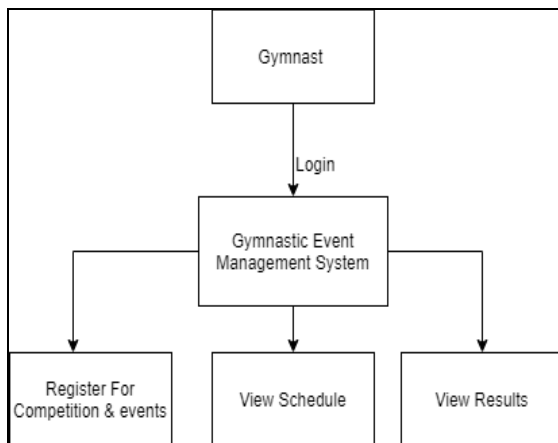 Gymnast
Login
Gymnastic Event
Management System
Register For
Competition & events
View Schedule
View Results